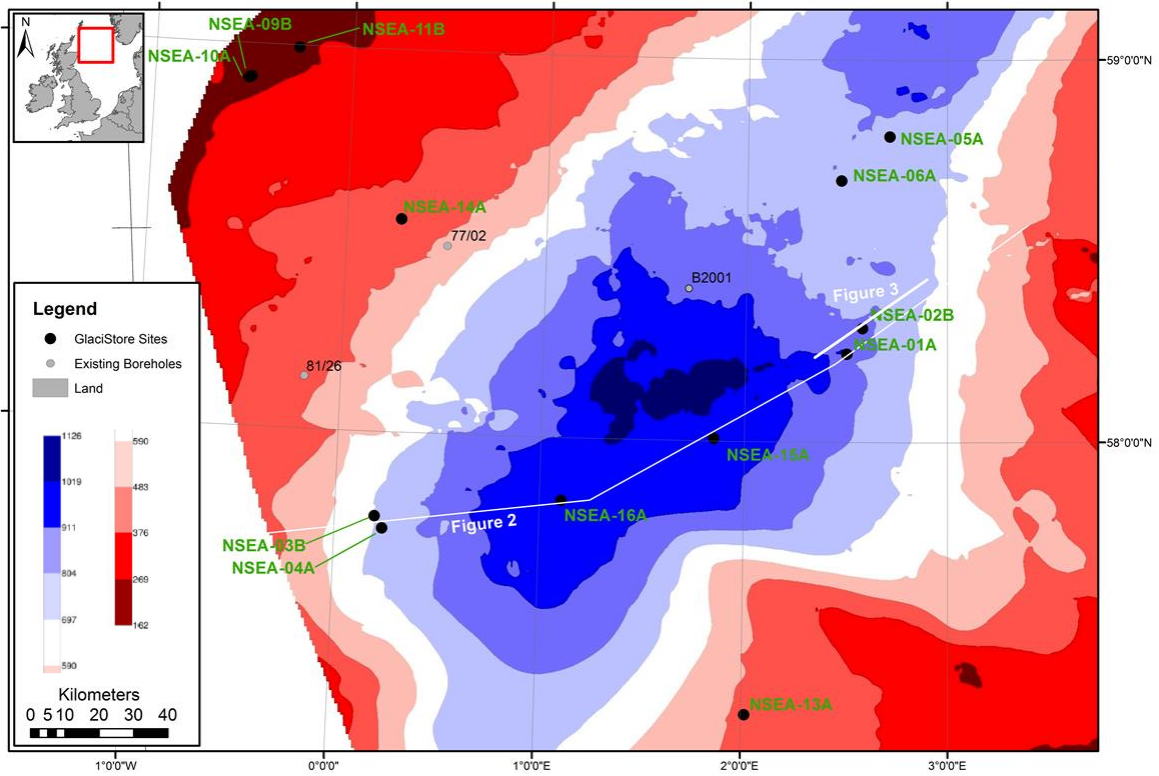 N
NSEA-09B
NSEA-11B
NSEA-10A
59°0'0"N
NSEA-05A
NSEA-06A
NSEA-14A
77/02
B2001
Figure 3
NSEA-02B
NSEA-01A
81/26
58°0'0"N
NSEA-15A
NSEA-16A
Figure 2
NSEA-03B
NSEA-04A
NSEA-13A
Legend
GlaciStore Sites
Existing Boreholes
Land
1126
1019
911
804
697
590
590
483
376
269
162
Kilometers
0 5 10 20 30 40
1°0'0"W
0°0'0"
1°0'0"E
2°0'0"E
3°0'0"E